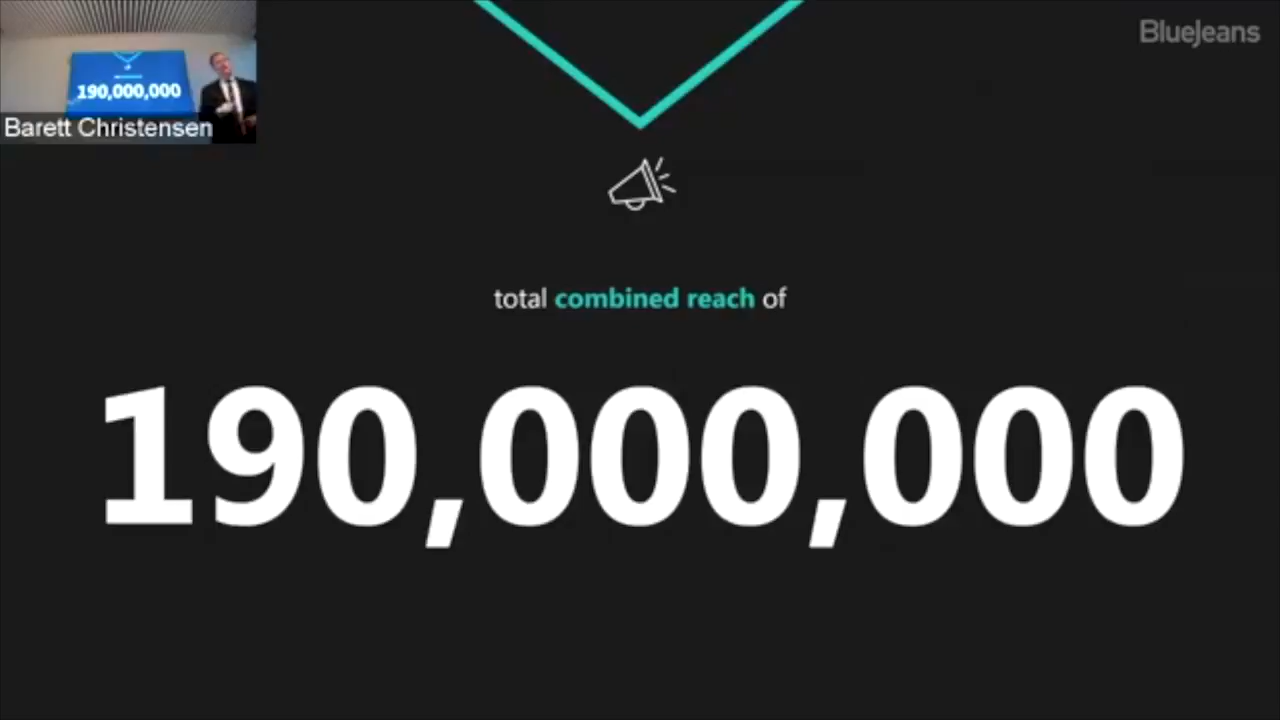 BlueJeans
190,000,000
Barett Christensen
total combined reach of
190,000,000